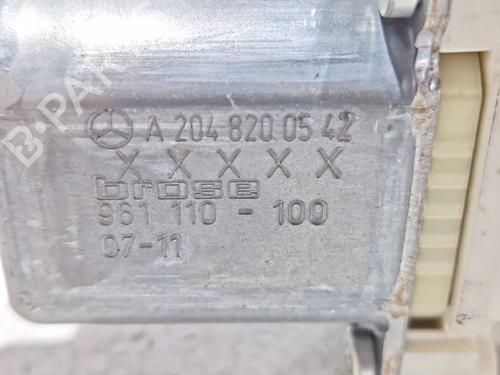 B-PAR
A 204 820 05 42
X X X X X
brose
961 110 - 100
07-11